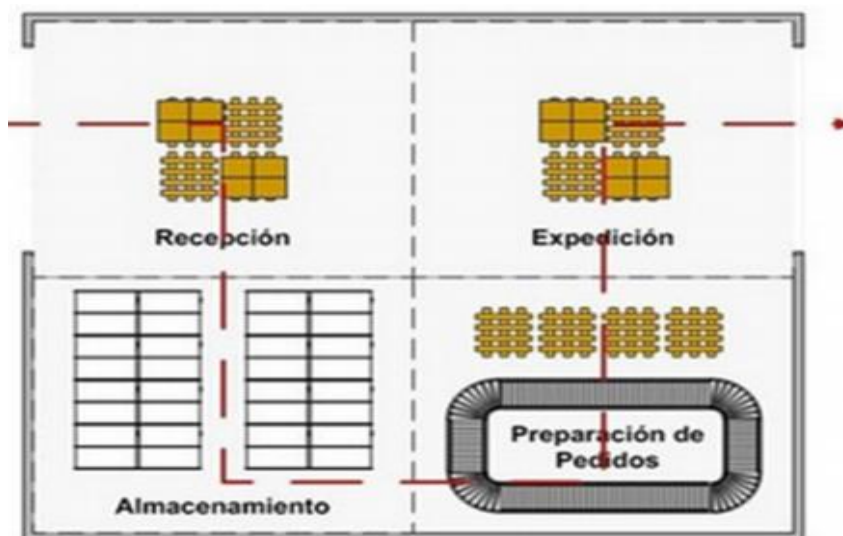 Recepción
Expedición
Preparación de
Pedidos
Almacenamiento